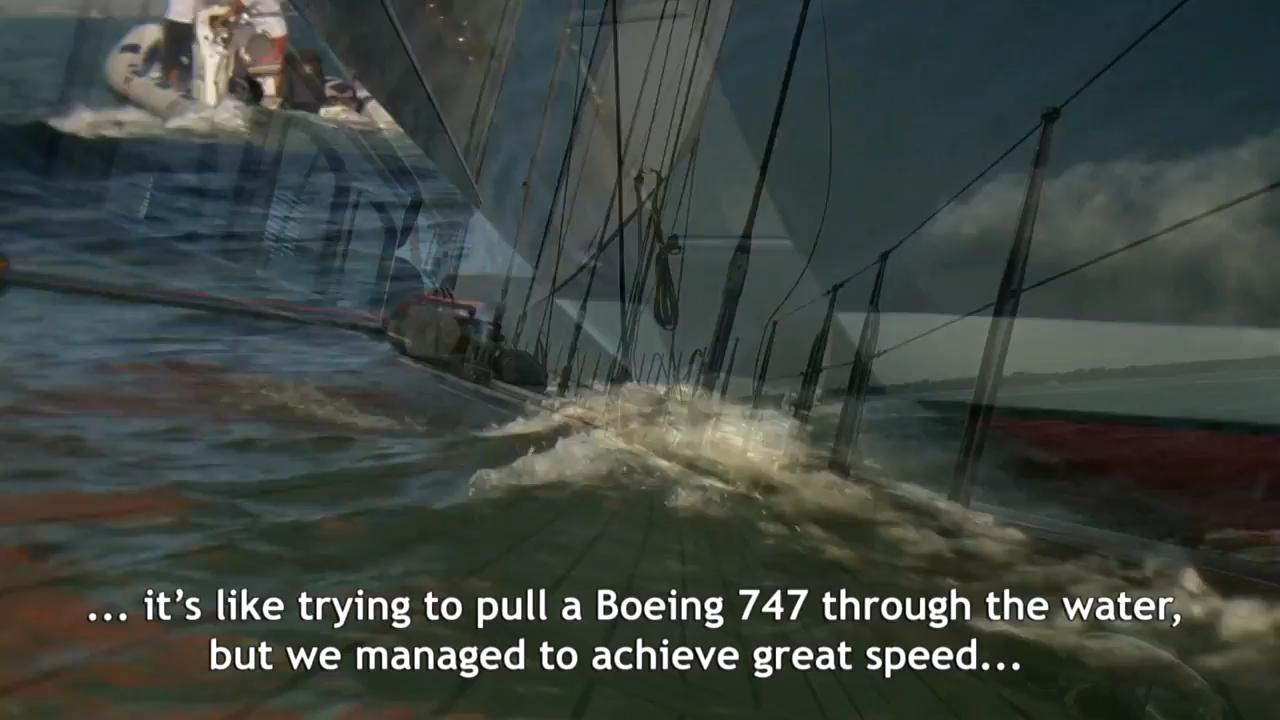 ... it’s like trying to pull a Boeing 747 through the water,
but we managed to achieve great speed...